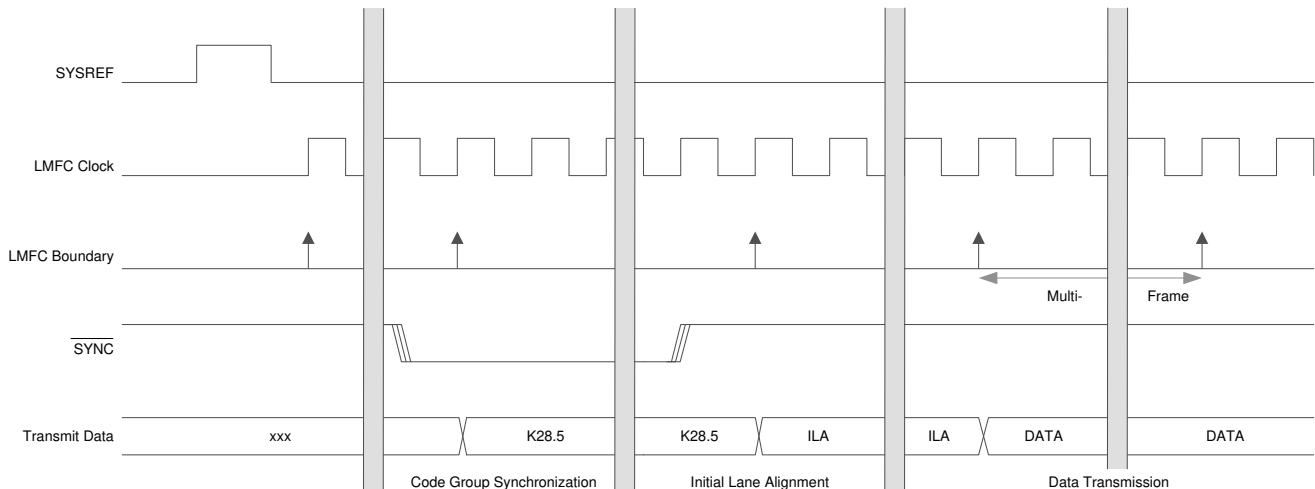 SYSREF
LMFC Clock
LMFC Boundary
Multi- Frame
SYNC
Transmit Data xxx K28.5 K28.5 ILA ILA DATA DATA
Code Group Synchronization Initial Lane Alignment Data Transmission